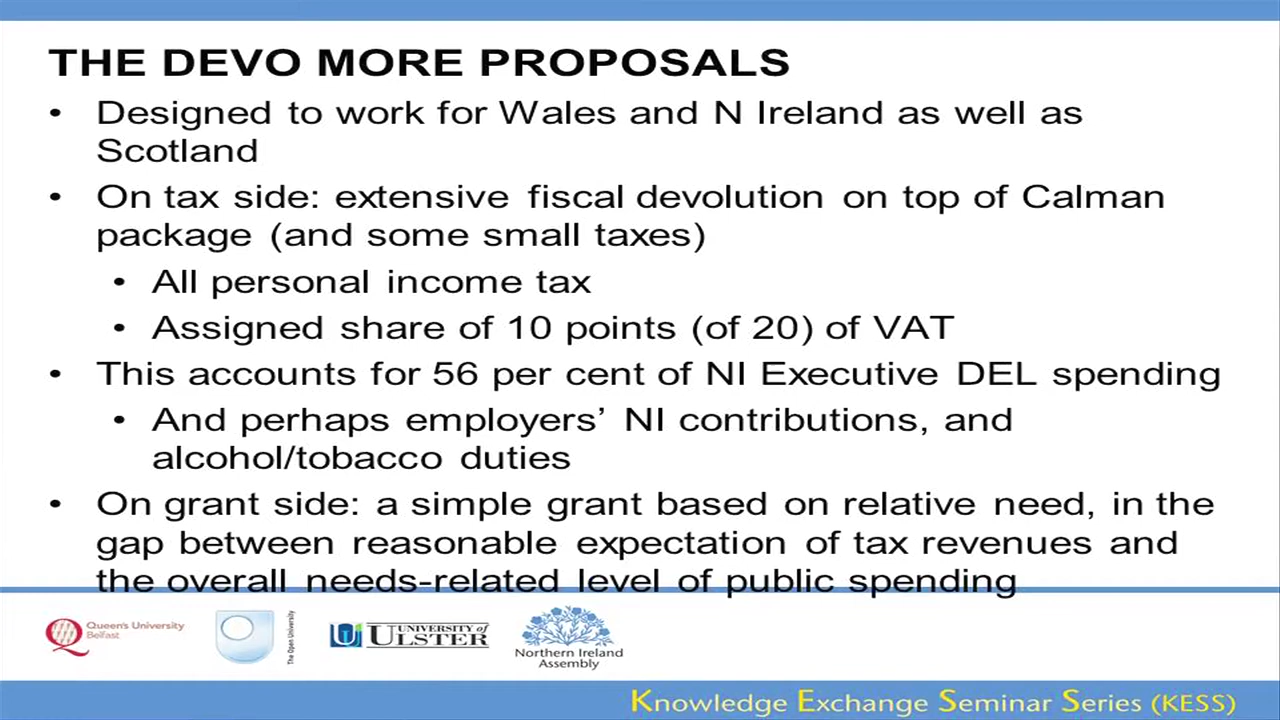 THE DEVO MORE PROPOSALS
• Designed to work for Wales and N Ireland as well as
Scotland
• On tax side: extensive fiscal devolution on top of Calman
package (and some small taxes)
• All personal income tax
• Assigned share of 10 points (of 20) of VAT
• This accounts for 56 per cent of NI Executive DEL spending
• And perhaps employers’ NI contributions, and
alcohol/tobacco duties
• On grant side: a simple grant based on relative need, in the
gap between reasonable expectation of tax revenues and
the overall needs-related level of public spending
Queen's University
Belfast
The Open University
UNIVERSITY of
ULSTER
Northern Ireland
Assembly
Knowledge Exchange Seminar Series (KESS)